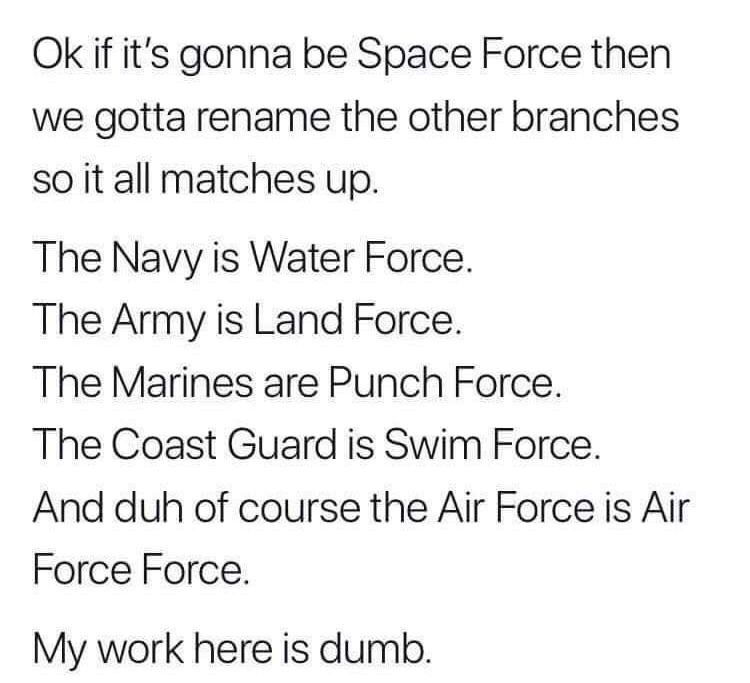 Ok if it's gonna be Space Force then
we gotta rename the other branches
so it all matches up.
The Navy is Water Force.
The Army is Land Force.
The Marines are Punch Force.
The Coast Guard is Swim Force.
And duh of course the Air Force is Air
Force Force.
My work here is dumb.